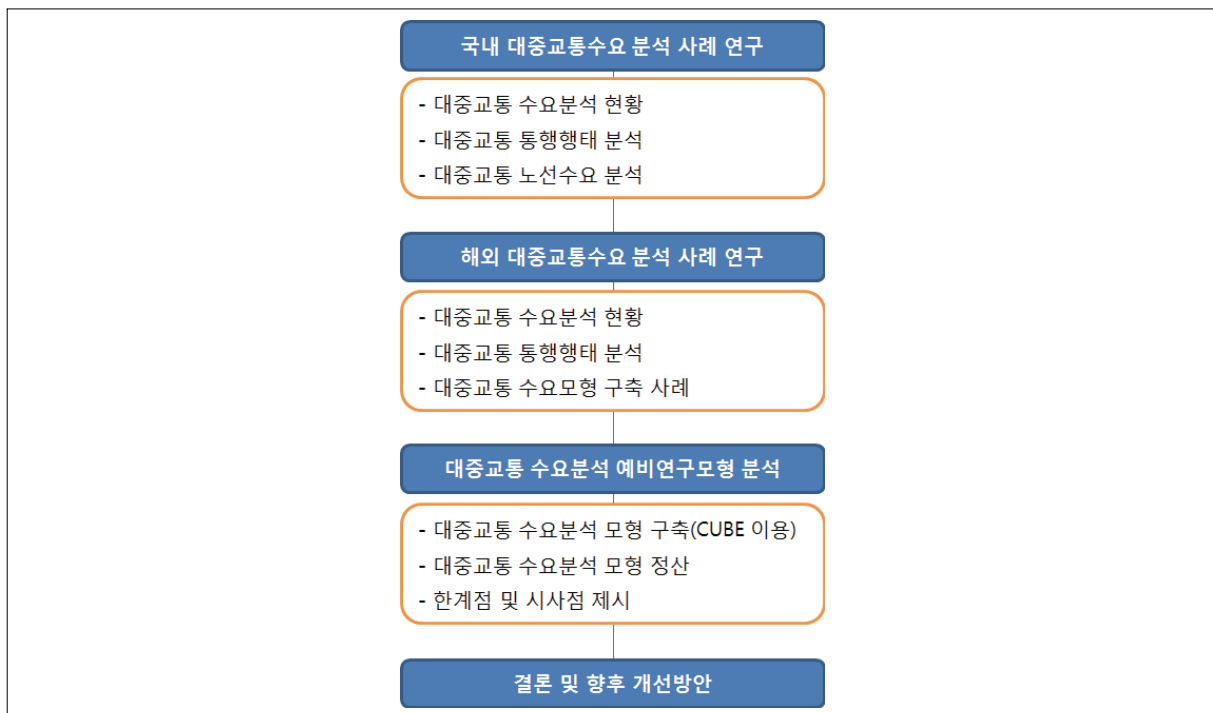 국내 대중교통수요 분석 사례 연구
- 대중교통 수요분석 현황
- 대중교통 통행행태 분석
- 대중교통 노선수요 분석
해외 대중교통수요 분석 사례 연구
- 대중교통 수요분석 현황
- 대중교통 통행행태 분석
- 대중교통 수요모형 구축 사례
대중교통 수요분석 예비연구모형 분석
- 대중교통 수요분석 모형 구축(CUBE 이용)
- 대중교통 수요분석 모형 정산
- 한계점 및 시사점 제시
결론 및 향후 개선방안